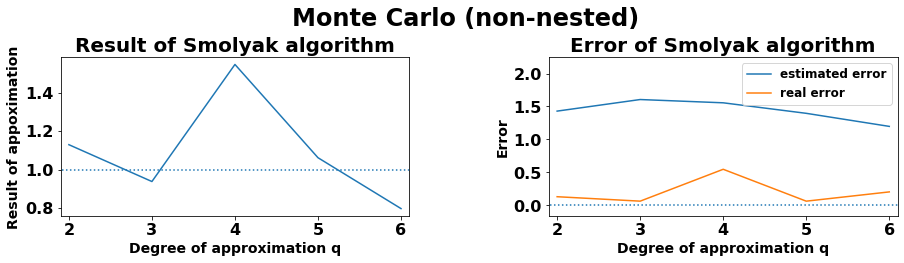 Monte Carlo (non-nested)
Result of Smolyak algorithm
Result of appoximation
1.4
1.2
1.0
0.8
2 3 4 5 6
Degree of approximation q
Error of Smolyak algorithm
Error
2.0
1.5
1.0
0.5
0.0
estimated error
real error
2 3 4 5 6
Degree of approximation q